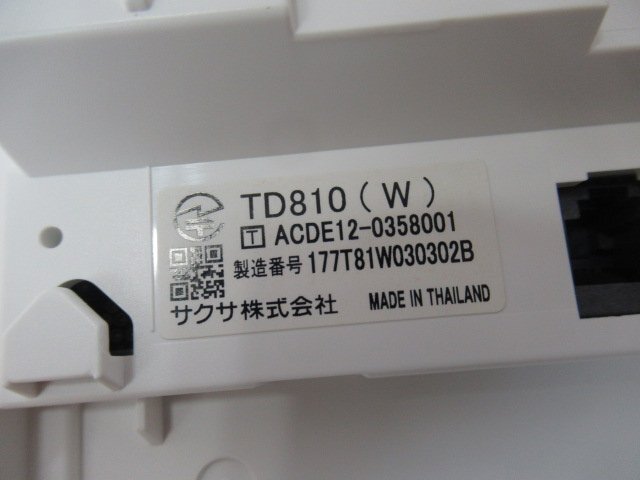 TD810（W）
T ACDE12-0358001
製造番号 177T81W030302B
サクサ株式会社 MADE IN THAILAND